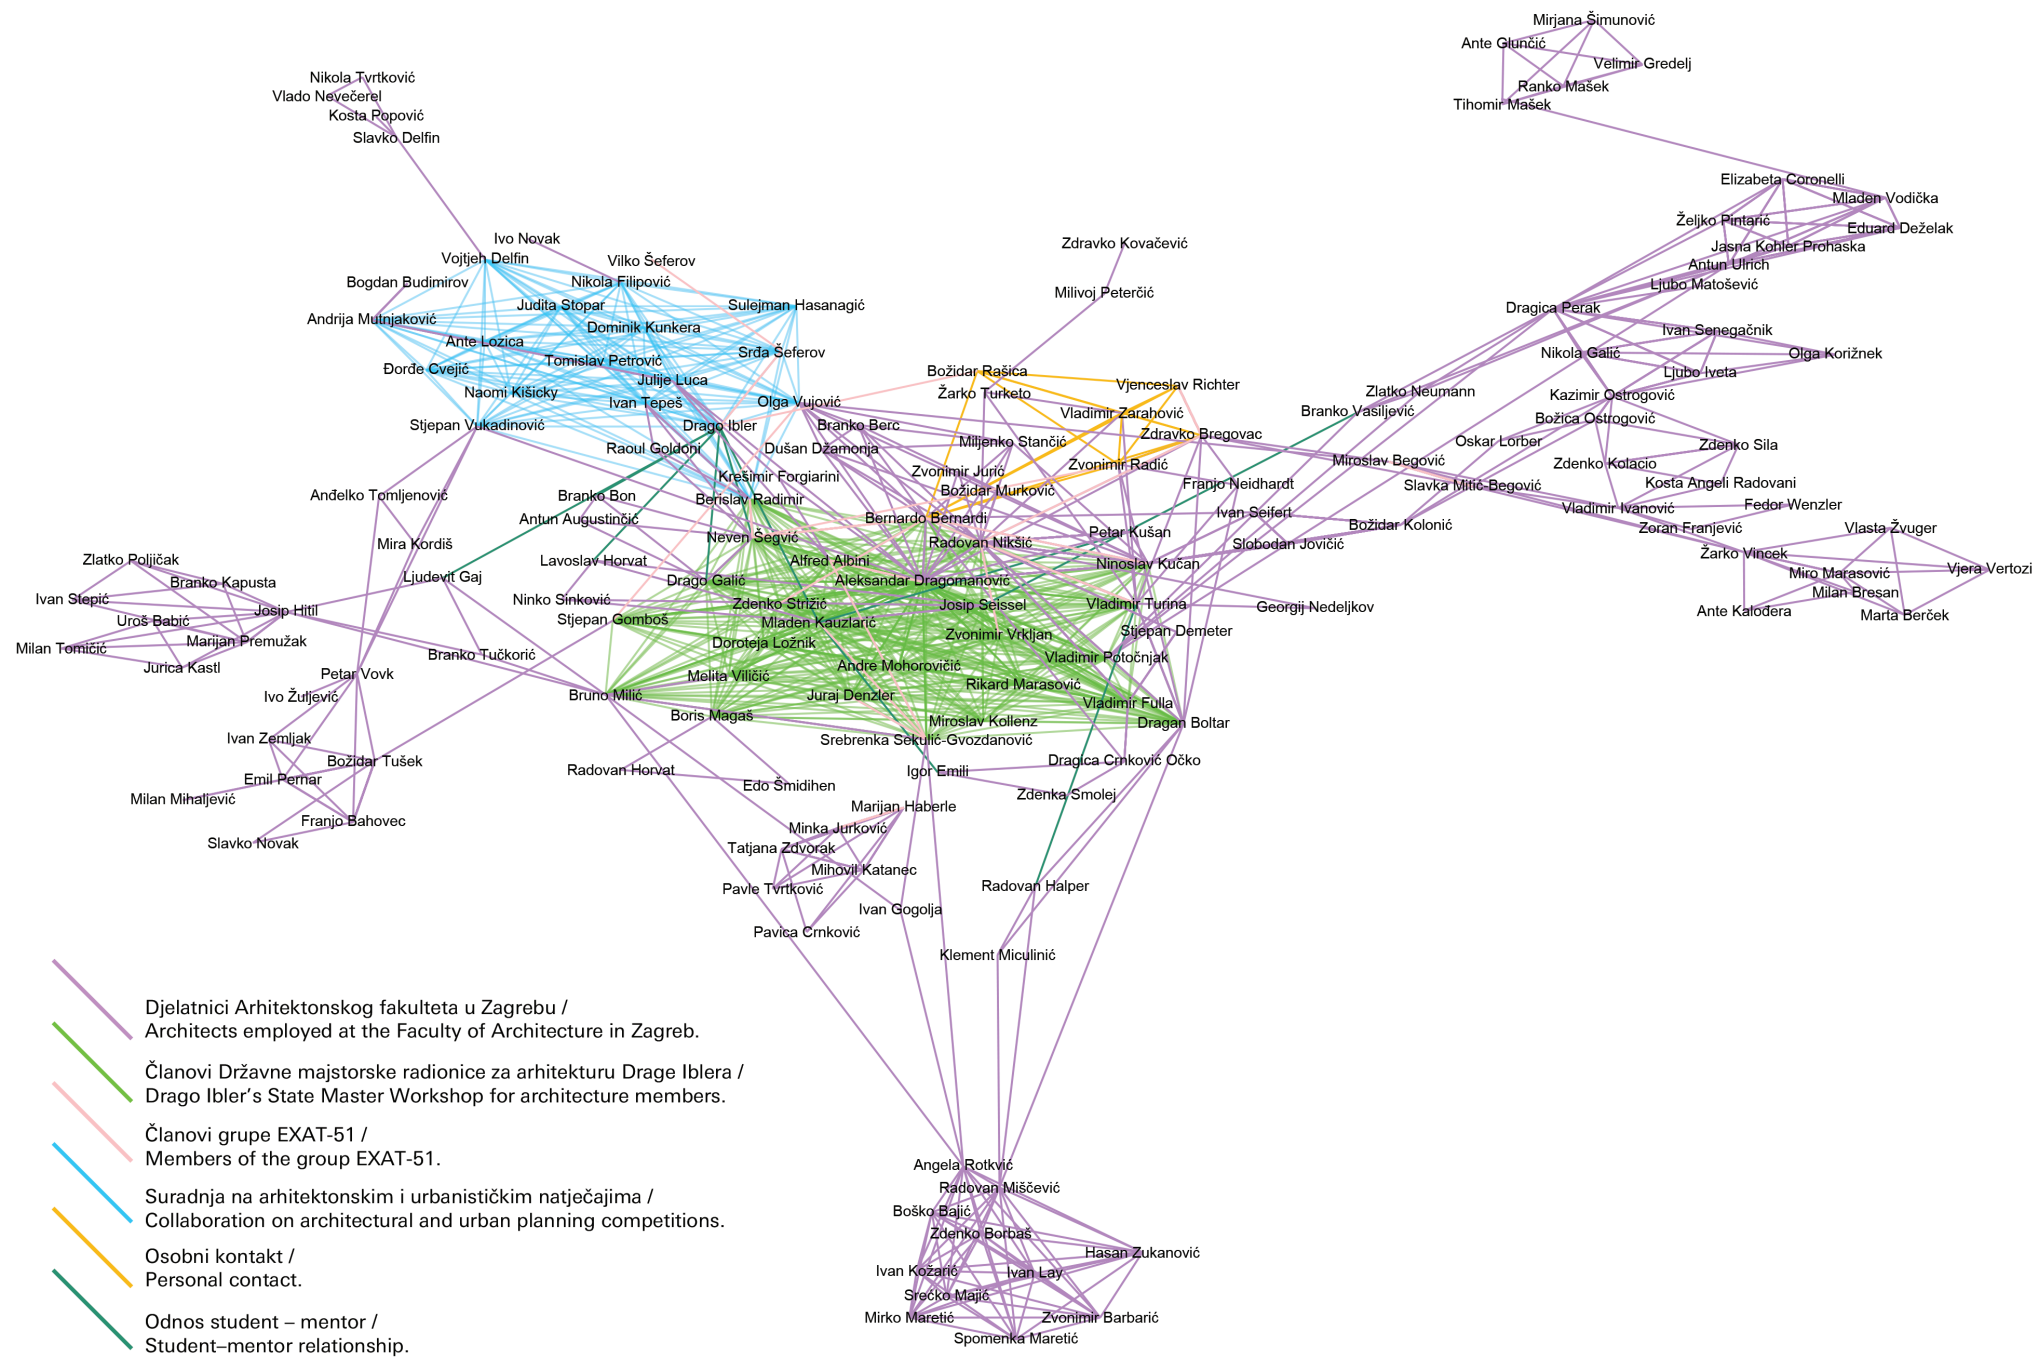 Mirjana Šimunović
Ante Glunčić
Velimir Gredelj
Nikola Tvrtković
Ranko Mašek
Vlado Nevečerel
Tihomir Mašek
Kosta Popović
Slavko Delfin
Elizabeta Coronelli
Mladen Vodička
Željko Pintarić
Eduard Deželak
Ivo Novak
Zdravko Kovačević
Jasna Kohler Prohaska
Vojtjeh Delfin
Vilko Šeferov
Antun Ulrich
Bogdan Budimirov
Nikola Filipović
Ljubo Matošević
Milivoj Peterčić
Judita Stopar
Sulejman Hasanagić
Dragica Perak
Andrija Mutnjaković
Dominik Kunkera
Ivan Senegačnik
Ante Lozica
Srđa Šeferov
Nikola Galić
Olga Korižnek
Tomislav Petrović
Đorđe Cvejić
Božidar Rašica
Ljubo Iveta
Julije Luca
Vjenceslav Richter
Naomi Kišicky
Žarko Turketo
Zlatko Neumann
Kazimir Ostrogović
Ivan Tepeš
Olga Vujović
Vladimir Zarahović
Branko Vasiljević
Božica Ostrogović
Stjepan Vukadinović
Drago Ibler
Branko Berc
Zdravko Bregovac
Miljenko Stančić
Oskar Lorber
Zdenko Sila
Raoul Goldoni
Dušan Džamonja
Miroslav Begović
Zvonimir Radić
Zdenko Kolacio
Zvonimir Jurić
Krešimir Forgiarini
Franjo Neidhardt
Slavka Mitić-Begović
Kosta Angeli Radovani
Božidar Murković
Anđelko Tomljenović
Branko Bon
Berislav Radimir
Fedor Wenzler
Vladimir Ivanović
Ivan Seifert
Antun Augustinčić
Bernardo Bernardi
Božidar Kolonić
Zoran Franjević
Vlasta Žvuger
Petar Kušan
Neven Šegvić
Radovan Nikšić
Mira Kordiš
Slobodan Jovičić
Žarko Vincek
Zlatko Poljičak
Lavoslav Horvat
Alfred Albini
Ninoslav Kučan
Vjera Vertozi
Miro Marasović
Branko Kapusta
Ljudevit Gaj
Drago Galić
Aleksandar Dragomanović
Milan Bresan
Ivan Stepić
Ninko Sinković
Zdenko Strižić
Josip Seissel
Vladimir Turina
Georgij Nedeljkov
Ante Kalođera
Marta Berček
Josip Hitil
Uroš Babić
Stjepan Gomboš
Mladen Kauzlarić
Stjepan Demeter
Zvonimir Vrkljan
Marijan Premužak
Doroteja Ložnik
Milan Tomičić
Branko Tučkorić
Vladimir Potočnjak
Jurica Kastl
Andre Mohorovičić
Petar Vovk
Melita Viličić
Rikard Marasović
Ivo Žuljević
Bruno Milić
Juraj Denzler
Vladimir Fulla
Boris Magaš
Miroslav Kollenz
Dragan Boltar
Ivan Zemljak
Srebrenka Sekulić-Gvozdanović
Božidar Tušek
Dragica Crnković Očko
Radovan Horvat
Igor Emili
Emil Pernar
Edo Šmidihen
Zdenka Smolej
Milan Mihaljević
Marijan Haberle
Franjo Bahovec
Minka Jurković
Slavko Novak
Tatjana Zdvorak
Mihovil Katanec
Pavle Tvrtković
Radovan Halper
Ivan Gogolja
Pavica Crnković
Klement Miculinić
Djelatnici Arhitektonskog fakulteta u Zagrebu /
Architects employed at the Faculty of Architecture in Zagreb.
Članovi Državne majstorske radionice za arhitekturu Drage Iblera /
Drago Ibler's State Master Workshop for architecture members.
Članovi grupe EXAT-51 /
Members of the group EXAT-51.
Suradnja na arhitektonskim i urbanističkim natječajima /
Collaboration on architectural and urban planning competitions.
Osobni kontakt /
Personal contact.
Odnos student – mentor /
Student–mentor relationship.
Angela Rotkvić
Radovan Miščević
Boško Bajić
Zdenko Borbaš
Hasan Zukanović
Ivan Kožarić
Ivan Lay
Srećko Majić
Mirko Maretić
Zvonimir Barbarić
Spomenka Maretić